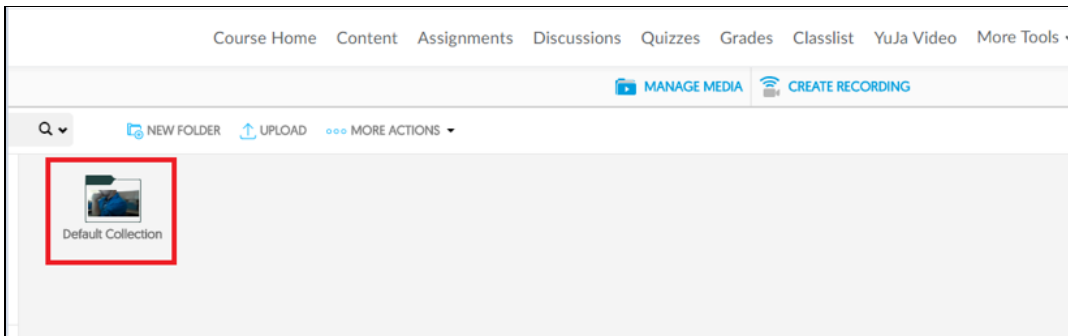 Course Home Content Assignments Discussions Quizzes Grades Classlist YuJa Video More Tools
MANAGE MEDIA CREATE RECORDING
NEW FOLDER UPLOAD MORE ACTIONS
Default Collection